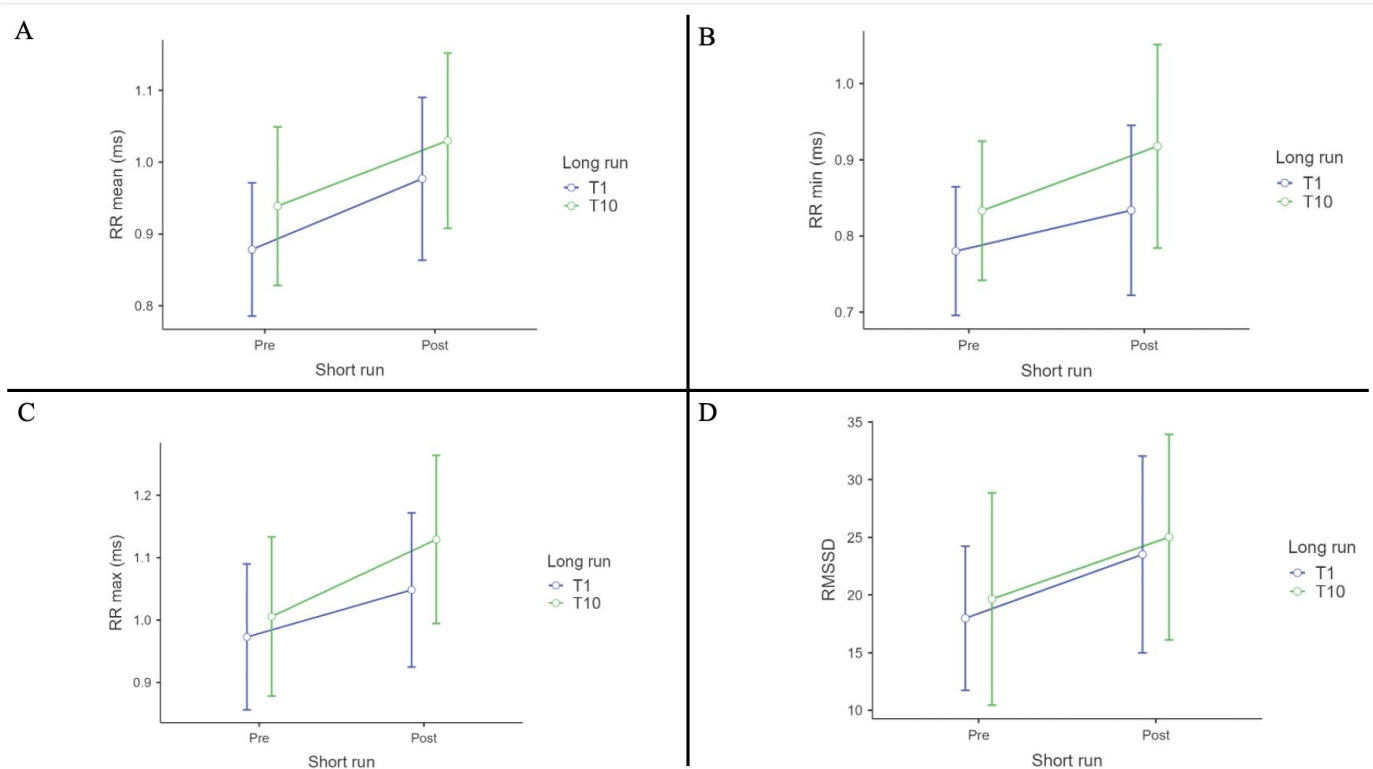 A
RR mean (ms)
1.1
1.0
0.9
0.8
Pre
Post
Short run
Long run
T1
T10
B
RR min (ms)
1.0
0.9
0.8
0.7
Pre
Post
Short run
Long run
T1
T10
C
RR max (ms)
1.2
1.1
1.0
0.9
Pre
Post
Short run
Long run
T1
T10
D
RMSSD
35
30
25
20
15
10
Pre
Post
Short run
Long run
T1
T10